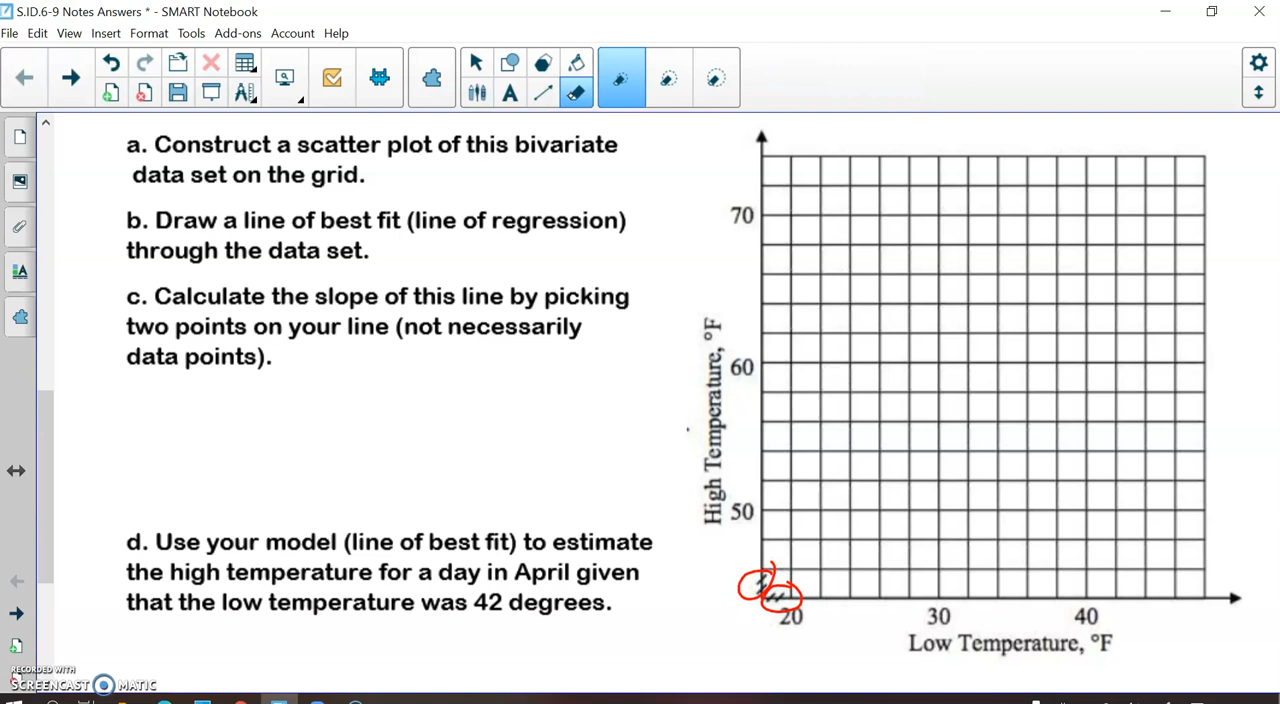 S.ID.6-9 Notes Answers * - SMART Notebook
File Edit View Insert Format Tools Add-ons Account Help
a. Construct a scatter plot of this bivariate
data set on the grid.
b. Draw a line of best fit (line of regression)
through the data set.
c. Calculate the slope of this line by picking
two points on your line (not necessarily
data points).
d. Use your model (line of best fit) to estimate
the high temperature for a day in April given
that the low temperature was 42 degrees.
High Temperature, °F
70
60
50
20 30 40
Low Temperature, °F
RECORDED WITH
SCREENCAST MATIC